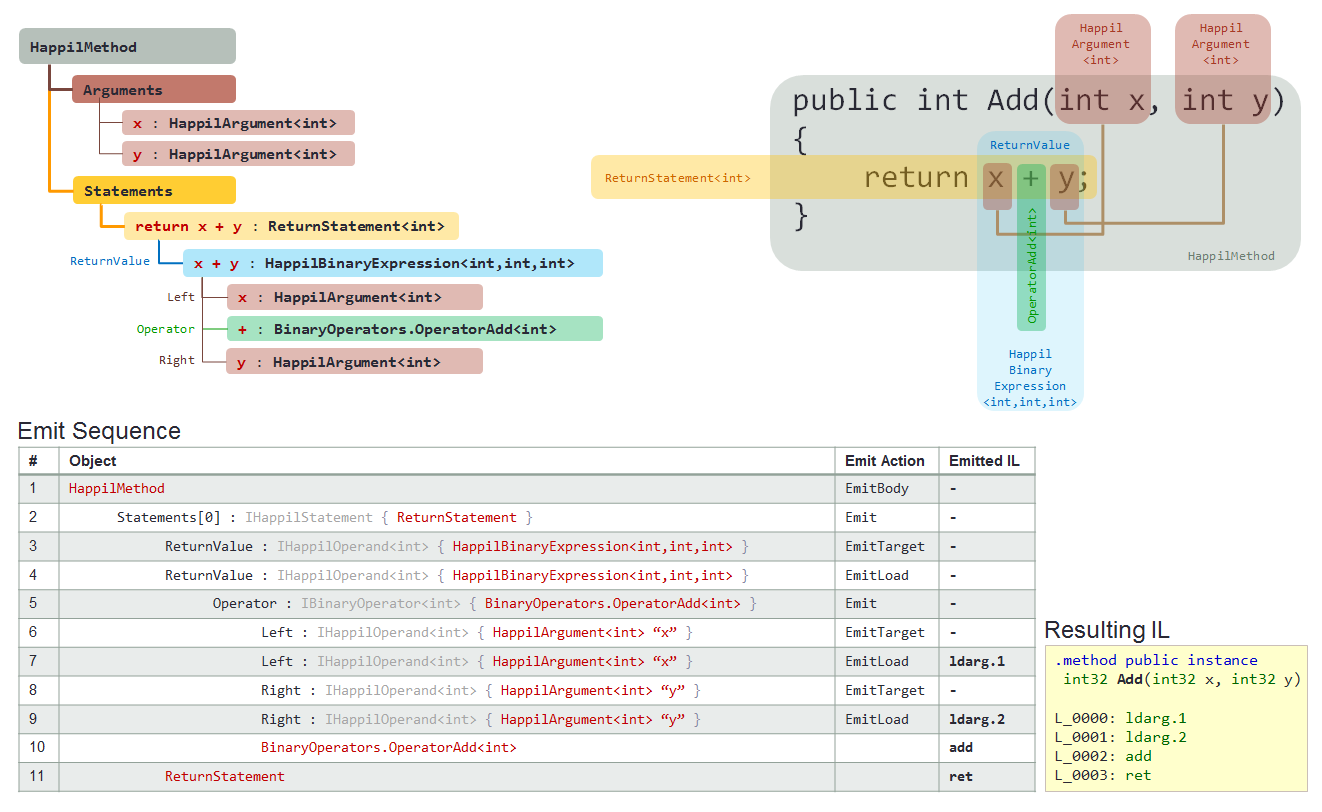 HappilMethod
Arguments
x : HappilArgument<int>
y : HappilArgument<int>
Statements
return x + y : ReturnStatement<int>
ReturnValue
x + y : HappilBinaryExpression<int,int,int>
Left
x : HappilArgument<int>
Operator
+ : BinaryOperators.OperatorAdd<int>
Right
y : HappilArgument<int>
Happil
Argument
<int>
Happil
Argument
<int>
public int Add(int x, int y)
{
ReturnValue
ReturnStatement<int>
return x + y;
}
OperatorAdd<int>
HappilMethod
Happil
Binary
Expression
<int,int,int>
Emit Sequence
# Object Emit Action Emitted IL
1 HappilMethod EmitBody -
2 Statements[0] : IHappilStatement { ReturnStatement } Emit -
3 ReturnValue : IHappilOperand<int> { HappilBinaryExpression<int,int,int> } EmitTarget -
4 ReturnValue : IHappilOperand<int> { HappilBinaryExpression<int,int,int> } EmitLoad -
5 Operator : IBinaryOperator<int> { BinaryOperators.OperatorAdd<int> } Emit -
6 Left : IHappilOperand<int> { HappilArgument<int> “x” } EmitTarget -
7 Left : IHappilOperand<int> { HappilArgument<int> “x” } EmitLoad ldarg.1
8 Right : IHappilOperand<int> { HappilArgument<int> “y” } EmitTarget -
9 Right : IHappilOperand<int> { HappilArgument<int> “y” } EmitLoad ldarg.2
10 BinaryOperators.OperatorAdd<int> add
11 ReturnStatement ret
Resulting IL
.method public instance
int32 Add(int32 x, int32 y)
L_0000: ldarg.1
L_0001: ldarg.2
L_0002: add
L_0003: ret